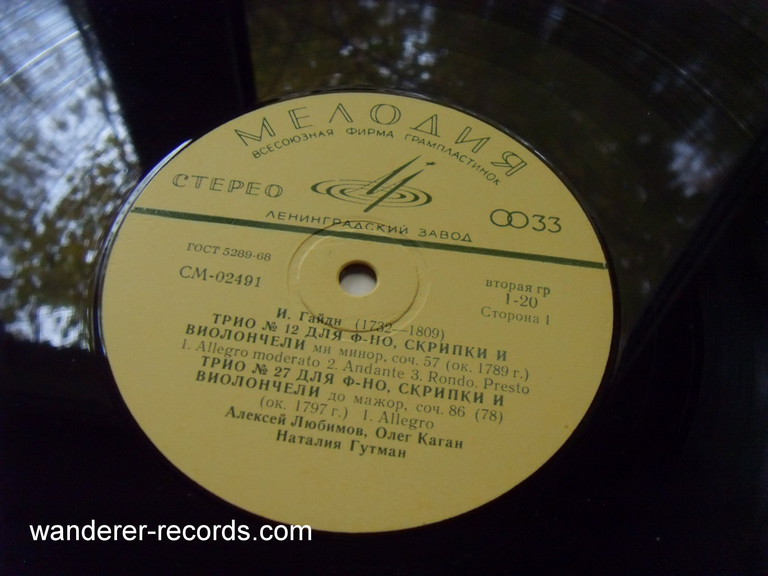 МЕЛОДИЯ
ВСЕСОЮЗНАЯ ФИРМА ГРАМПЛАСТИНОК
СТЕРЕО
33
ЛЕНИНГРАДСКИЙ ЗАВОД
ГОСТ 5289-68
СМ-02491
вторая гр
1-20
Сторона 1
И. Гайдн (1732—1809)
ТРИО № 12 ДЛЯ Ф-НО, СКРИПКИ И
ВИОЛОНЧЕЛИ ми минор, соч. 57 (ок. 1789 г.)
1. Allegro moderato 2. Andante 3. Rondo. Presto
ТРИО № 27 ДЛЯ Ф-НО, СКРИПКИ И
ВИОЛОНЧЕЛИ до мажор, соч. 86 (78)
(ок. 1797 г.) 1. Allegro
Алексей Любимов, Олег Каган
Наталия Гутман
wanderer-records.com